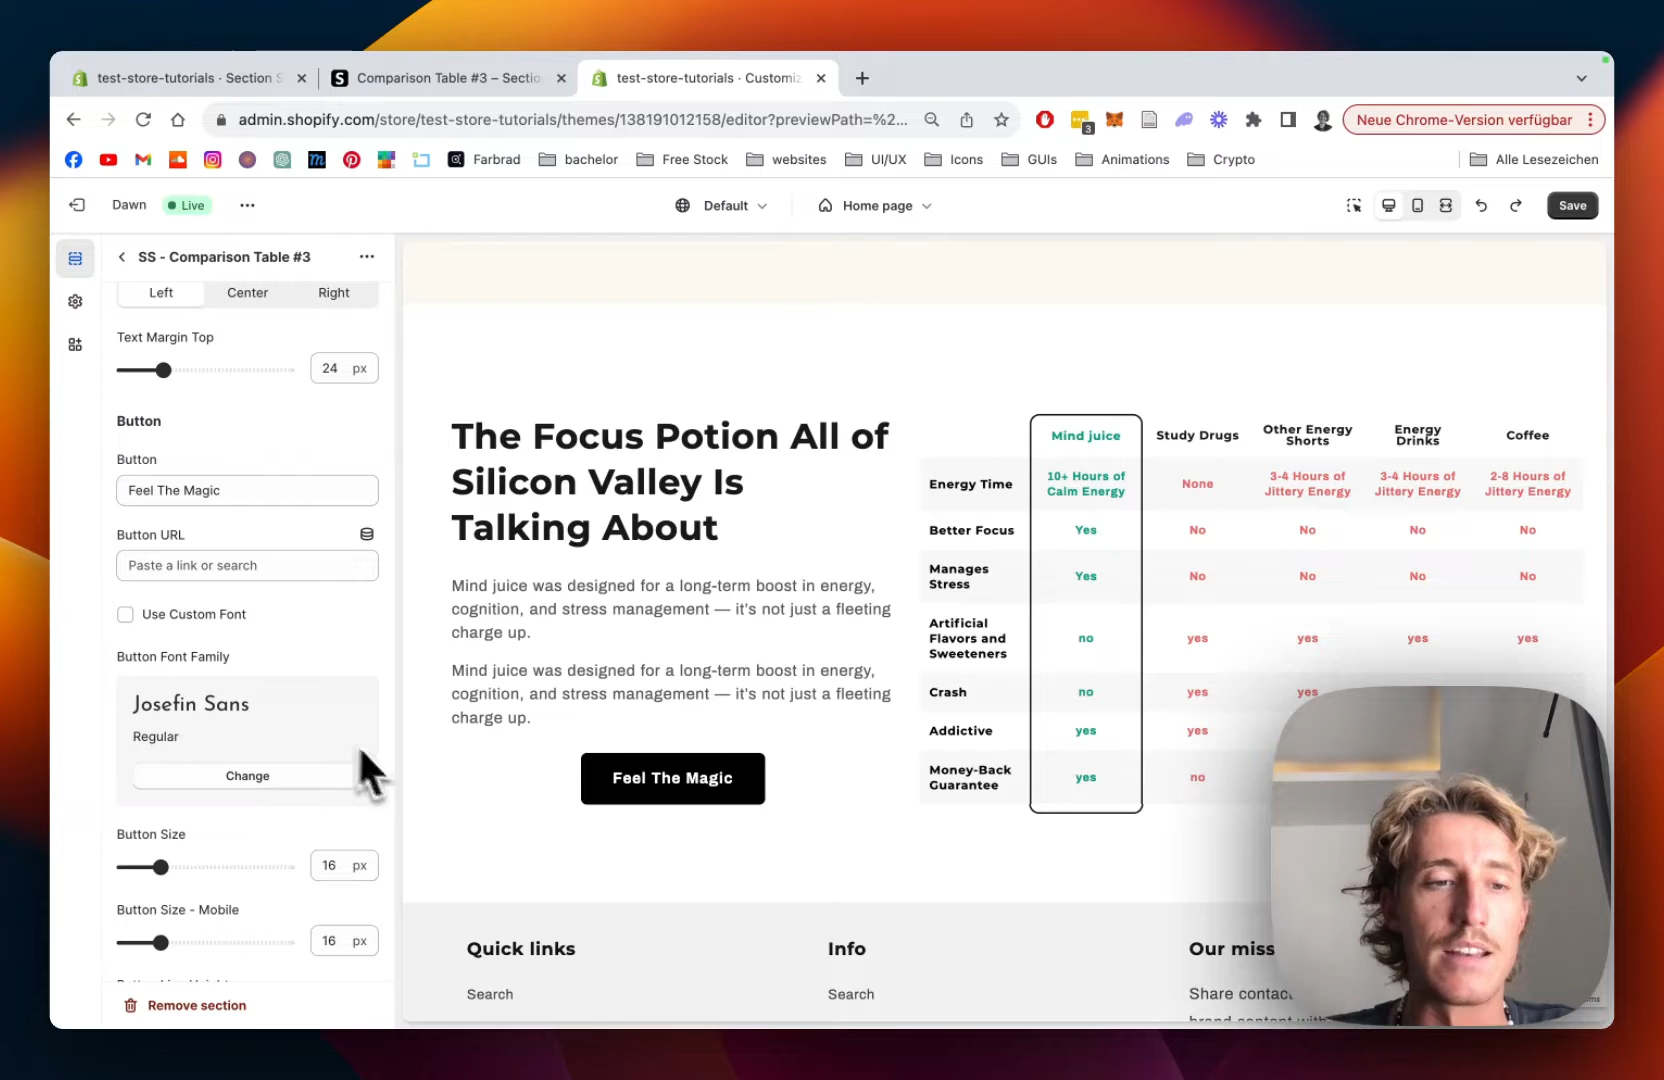 test-store-tutorials · Section S
Comparison Table #3 – Sectio
test-store-tutorials · Customiz
admin.shopify.com/store/test-store-tutorials/themes/138191012158/editor?previewPath=%2...
3
Neue Chrome-Version verfügbar
Farbrad
bachelor
Free Stock
websites
UI/UX
Icons
GUIs
Animations
Crypto
Alle Lesezeichen
Dawn
Live
Default
Home page
Save
SS - Comparison Table #3
Left
Center
Right
Text Margin Top
24 px
Button
Button
Feel The Magic
Button URL
Paste a link or search
Use Custom Font
Button Font Family
Josefin Sans
Regular
Change
Button Size
16 px
Button Size - Mobile
16 px
Remove section
The Focus Potion All of
Silicon Valley Is
Talking About
Mind juice was designed for a long-term boost in energy,
cognition, and stress management — it's not just a fleeting
charge up.
Mind juice was designed for a long-term boost in energy,
cognition, and stress management — it's not just a fleeting
charge up.
Feel The Magic
Mind juice
Study Drugs
Other Energy
Shorts
Energy
Drinks
Coffee
Energy Time
10+ Hours of
Calm Energy
None
3-4 Hours of
Jittery Energy
3-4 Hours of
Jittery Energy
2-8 Hours of
Jittery Energy
Better Focus
Yes
No
No
No
No
Manages
Stress
Yes
No
No
No
No
Artificial
Flavors and
Sweeteners
no
yes
yes
yes
yes
Crash
no
yes
yes
Addictive
yes
yes
Money-Back
Guarantee
yes
no
Quick links
Info
Our miss
Search
Search
Share contac
brand content with